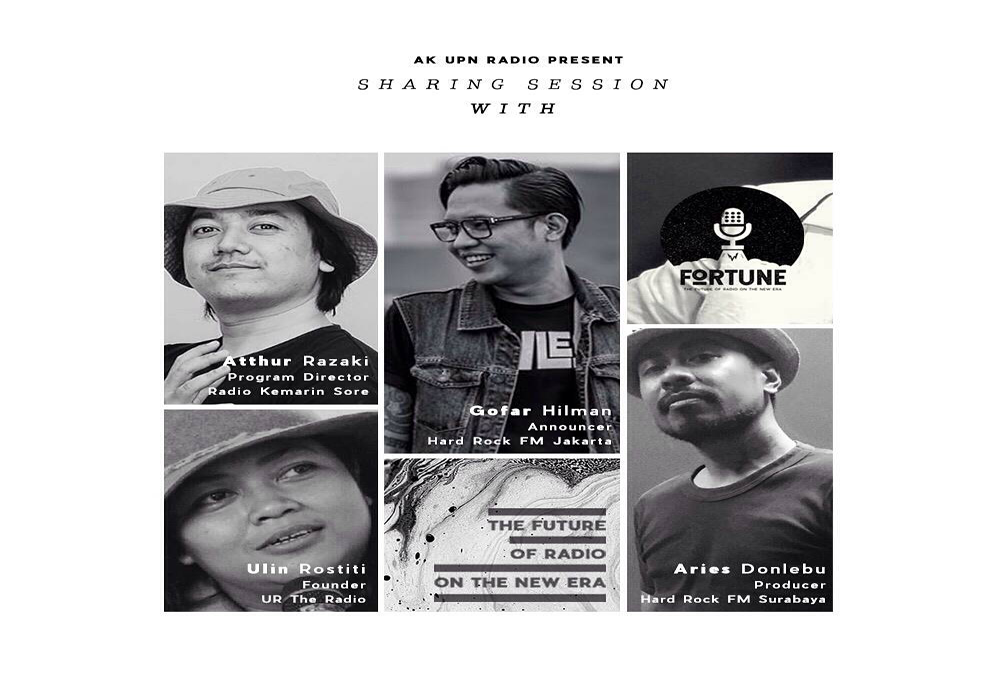 AK UPN RADIO PRESENT
SHARING SESSION
WITH
Atthur Razaki
Program Director
Radio Kemarin Sore
Gofar Hilman
Announcer
Hard Rock FM Jakarta
FORTUNE
THE FUTURE OF RADIO ON THE NEW ERA
Ulin Rostiti
Founder
UR The Radio
THE FUTURE
OF RADIO
ON THE NEW ERA
Aries Donlebu
Producer
Hard Rock FM Surabaya